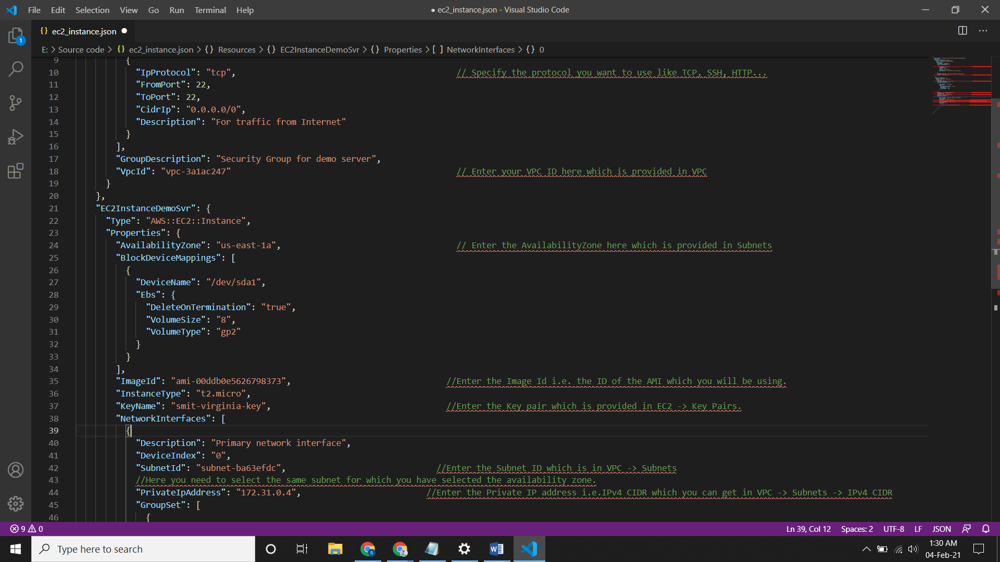 File Edit Selection View Go Run Terminal Help
● ec2_instance.json - Visual Studio Code
{} ec2_instance.json ●
E: > Source code > {} ec2_instance.json > {} Resources > {} EC2InstanceDemoSvr > {} Properties > [ ] NetworkInterfaces > {} 0
1
9 {
10 "IpProtocol": "tcp", // Specify the protocol you want to use like TCP, SSH, HTTP...
11 "FromPort": 22,
12 "ToPort": 22,
13 "CidrIp": "0.0.0.0/0",
14 "Description": "For traffic from Internet"
15 }
16 ],
17 "GroupDescription": "Security Group for demo server",
18 "VpcId": "vpc-3a1ac247" // Enter your VPC ID here which is provided in VPC
19 }
20 },
21 "EC2InstanceDemoSvr": {
22 "Type": "AWS::EC2::Instance",
23 "Properties": {
24 "AvailabilityZone": "us-east-1a", // Enter the AvailabilityZone here which is provided in Subnets
25 "BlockDeviceMappings": [
26 {
27 "DeviceName": "/dev/sda1",
28 "Ebs": {
29 "DeleteOnTermination": "true",
30 "VolumeSize": "8",
31 "VolumeType": "gp2"
32 }
33 }
34 ],
35 "ImageId": "ami-00ddb0e5626798373", //Enter the Image Id i.e. the ID of the AMI which you will be using.
36 "InstanceType": "t2.micro",
37 "KeyName": "smit-virginia-key", //Enter the Key pair which is provided in EC2 -> Key Pairs.
38 "NetworkInterfaces": [
39 {
40 "Description": "Primary network interface",
41 "DeviceIndex": "0",
42 "SubnetId": "subnet-ba63efdc", //Enter the Subnet ID which is in VPC -> Subnets
43 //Here you need to select the same subnet for which you have selected the availability zone.
44 "PrivateIpAddress": "172.31.0.4", //Enter the Private IP address i.e.IPv4 CIDR which you can get in VPC -> Subnets -> IPv4 CIDR
45 "GroupSet": [
46 {
9 0 Ln 39, Col 12 Spaces: 2 UTF-8 LF JSON
Type here to search
1:30 AM
04-Feb-21